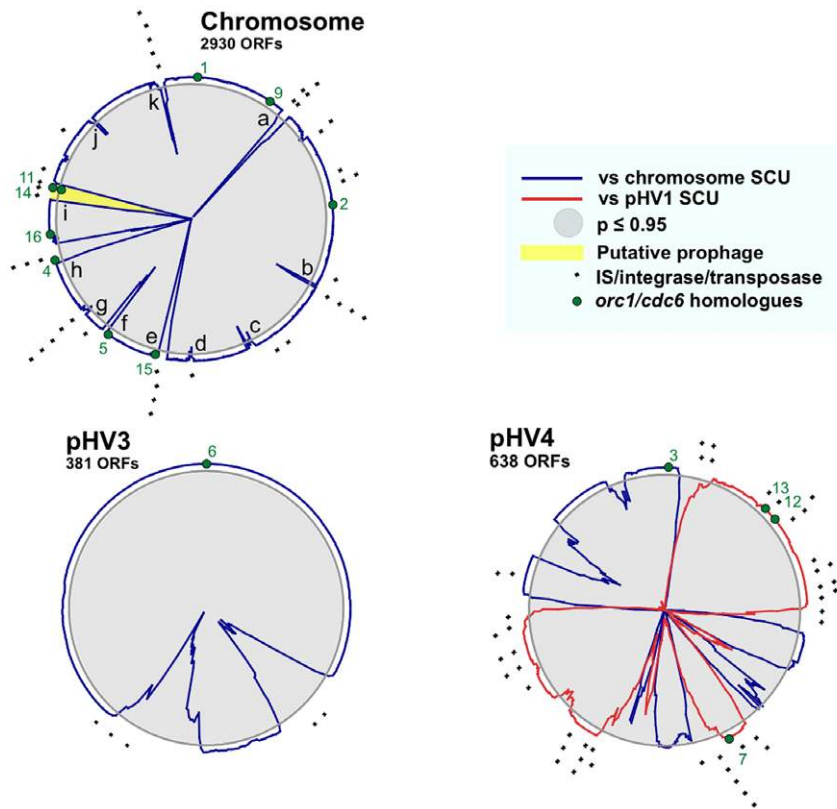 Chromosome
2930 ORFs
1
9
k
a
j
11
14
i
2
16
4
h
b
g
f
5
e
d
c
15
vs chromosome SCU
vs pHV1 SCU
p ≤ 0.95
Putative prophage
IS/integrase/transposase
orc1/cdc6 homologues
pHV3
381 ORFs
6
pHV4
638 ORFs
3
13
12
7